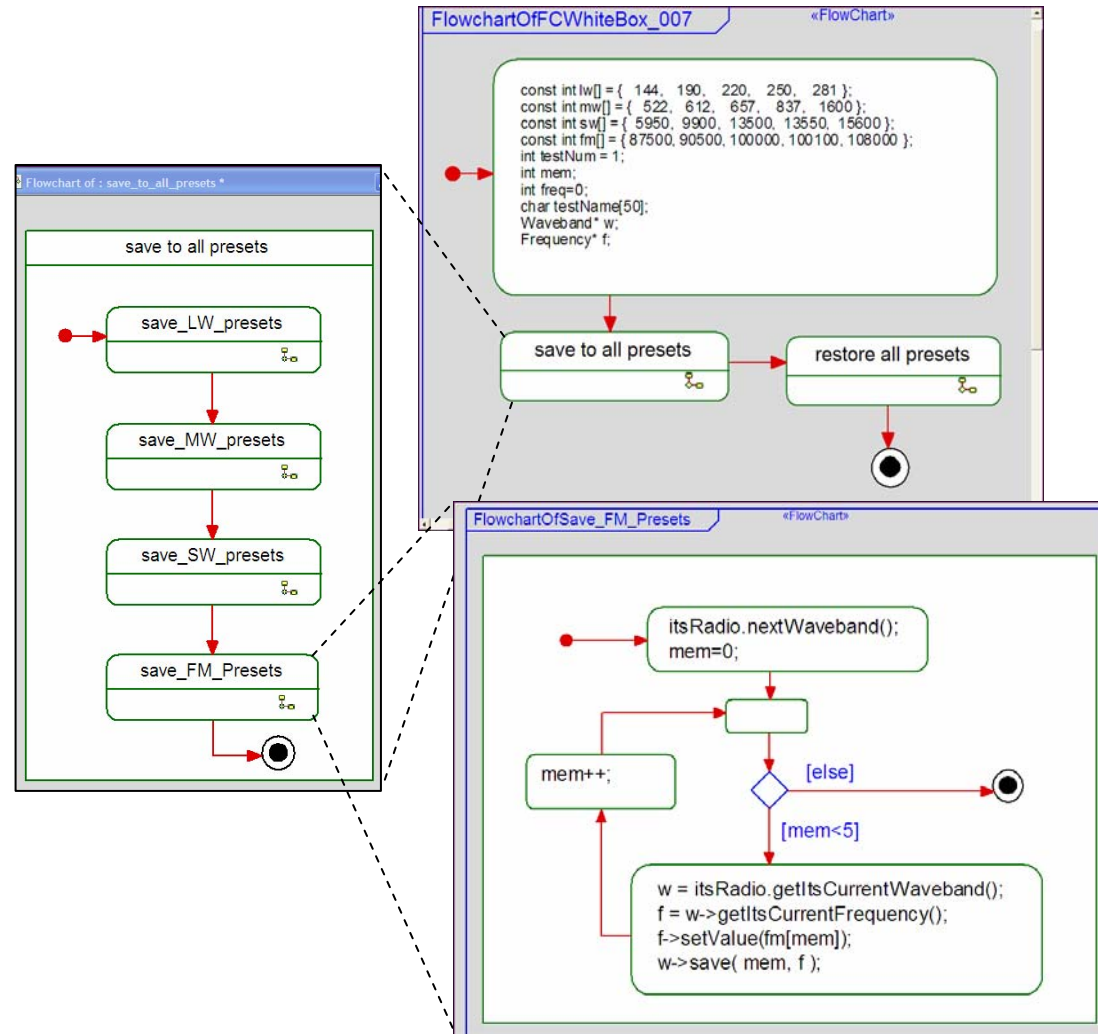 FlowchartOfFCWhiteBox_007
«FlowChart»
const int lw[] = { 144, 190, 220, 250, 281 };
const int mw[] = { 522, 612, 657, 837, 1600 };
const int sw[] = { 5950, 9900, 13500, 13550, 15600 };
const int fm[] = { 87500, 90500, 100000, 100100, 108000 };
int testNum = 1;
int mem;
int freq=0;
char testName[50];
Waveband* w;
Frequency* f;
save to all presets
restore all presets
Flowchart of : save_to_all_presets *
save to all presets
save_LW_presets
save_MW_presets
save_SW_presets
save_FM_Presets
FlowchartOfSave_FM_Presets
«FlowChart»
itsRadio.nextWaveband();
mem=0;
mem++;
[else]
[mem<5]
w = itsRadio.getItsCurrentWaveband();
f = w->getItsCurrentFrequency();
f->setValue(fm[mem]);
w->save( mem, f );